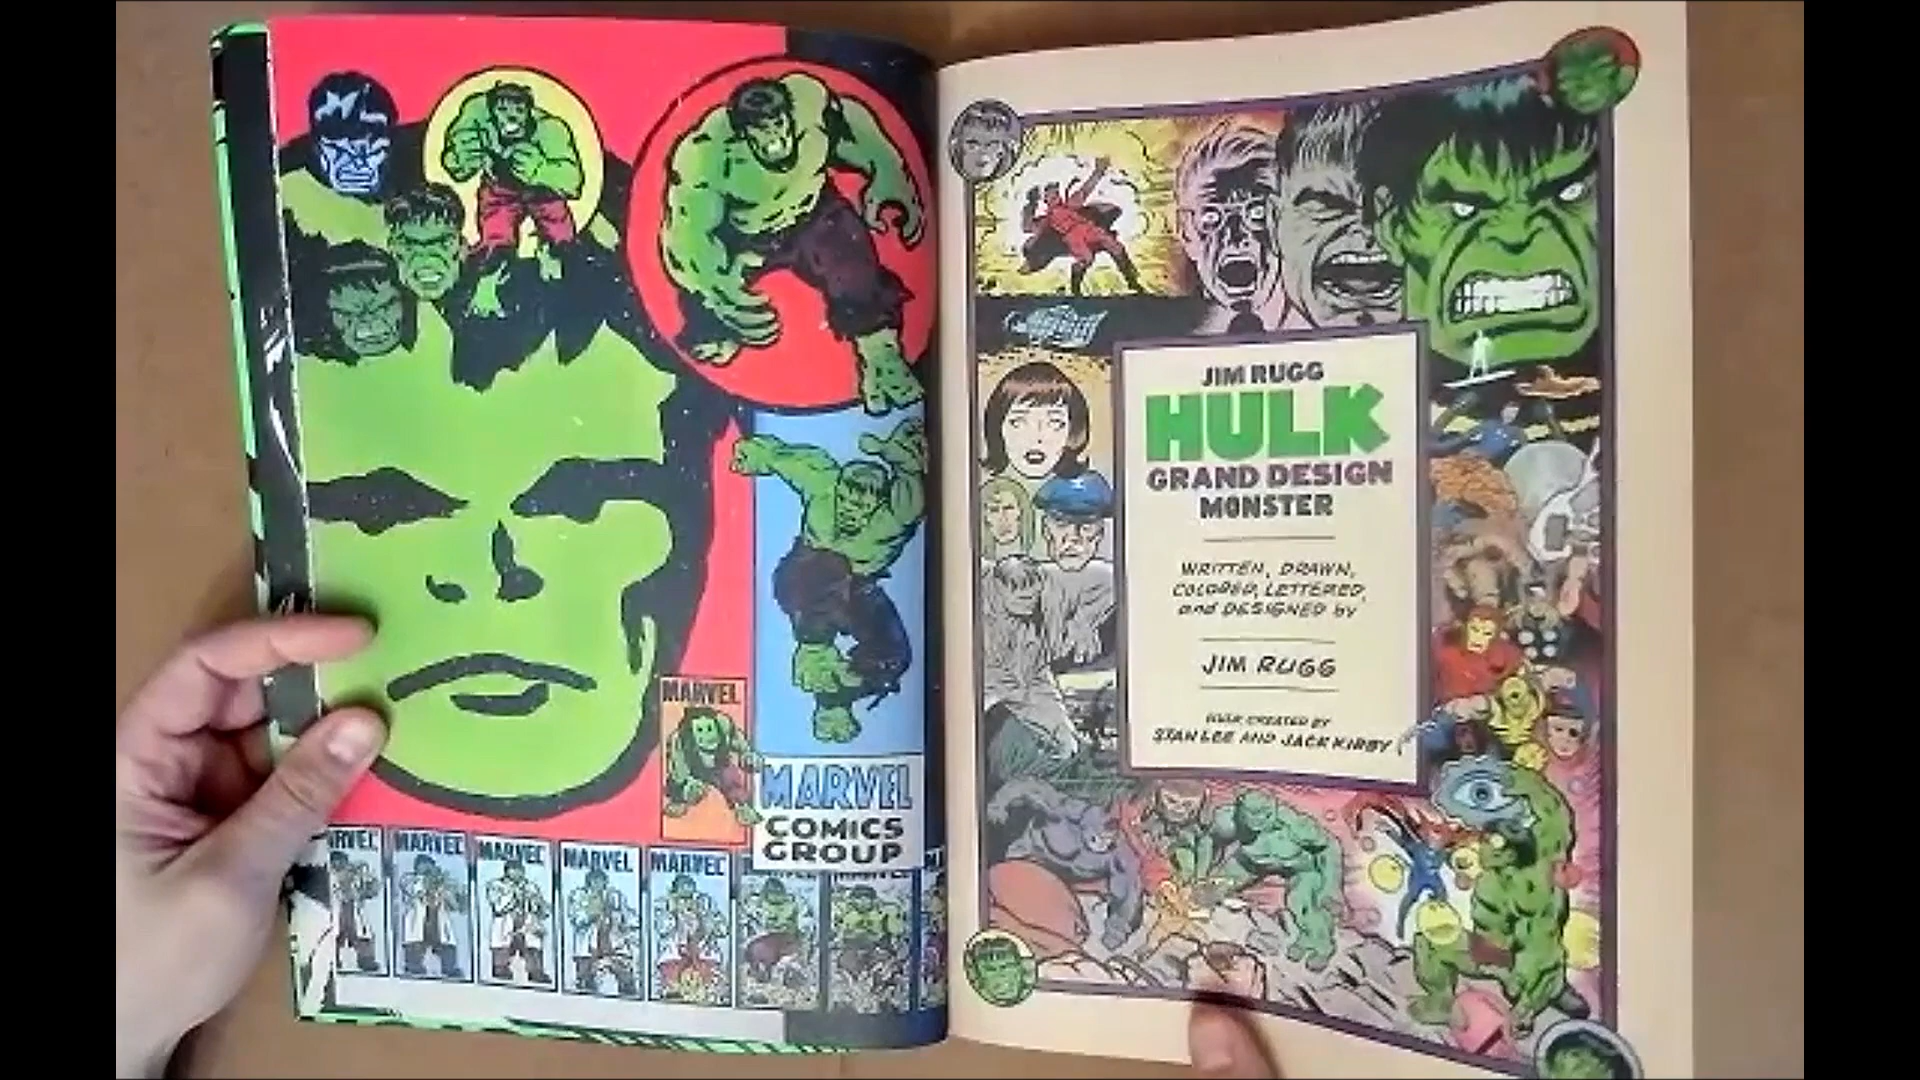 MARVEL
MARVEL
COMICS
GROUP
MARVEL
MARVEL
MARVEL
MARVEL
JIM RUGG
HULK
GRAND DESIGN
MONSTER
WRITTEN, DRAWN,
COLORED, LETTERED,
and DESIGNED by
JIM RUGG
HULK CREATED BY
STAN LEE AND JACK KIRBY